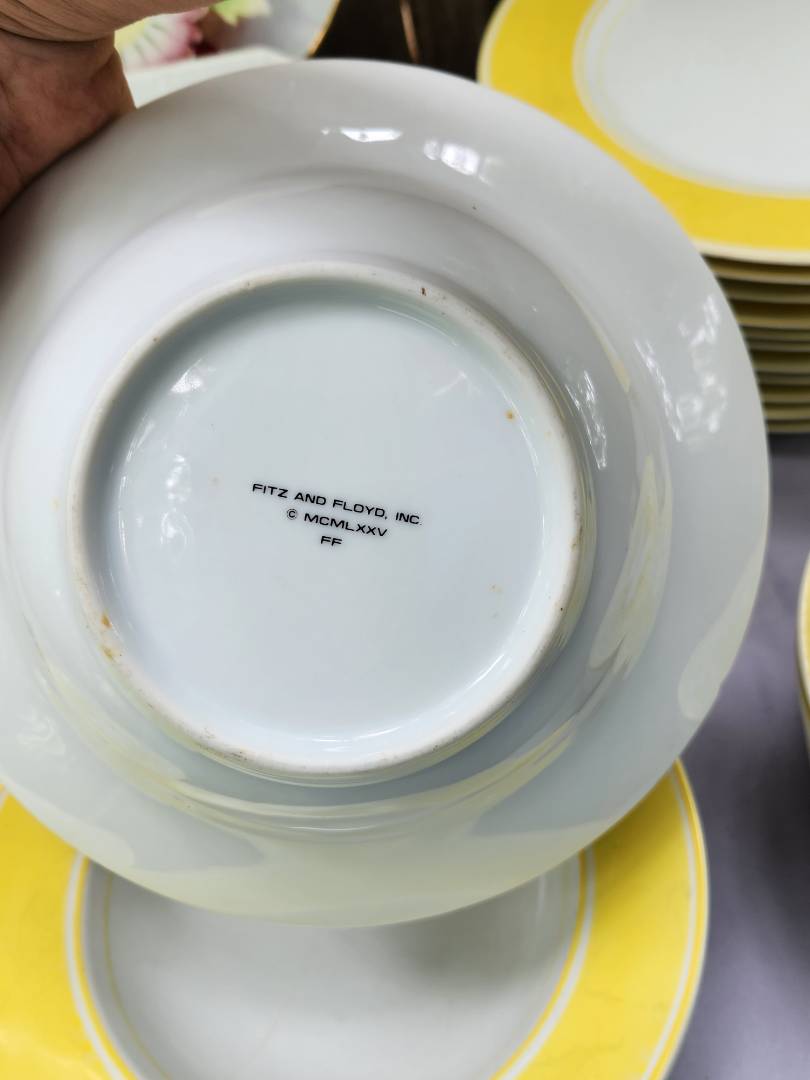 FITZ AND FLOYD, INC.
© MCMLXXV
FF